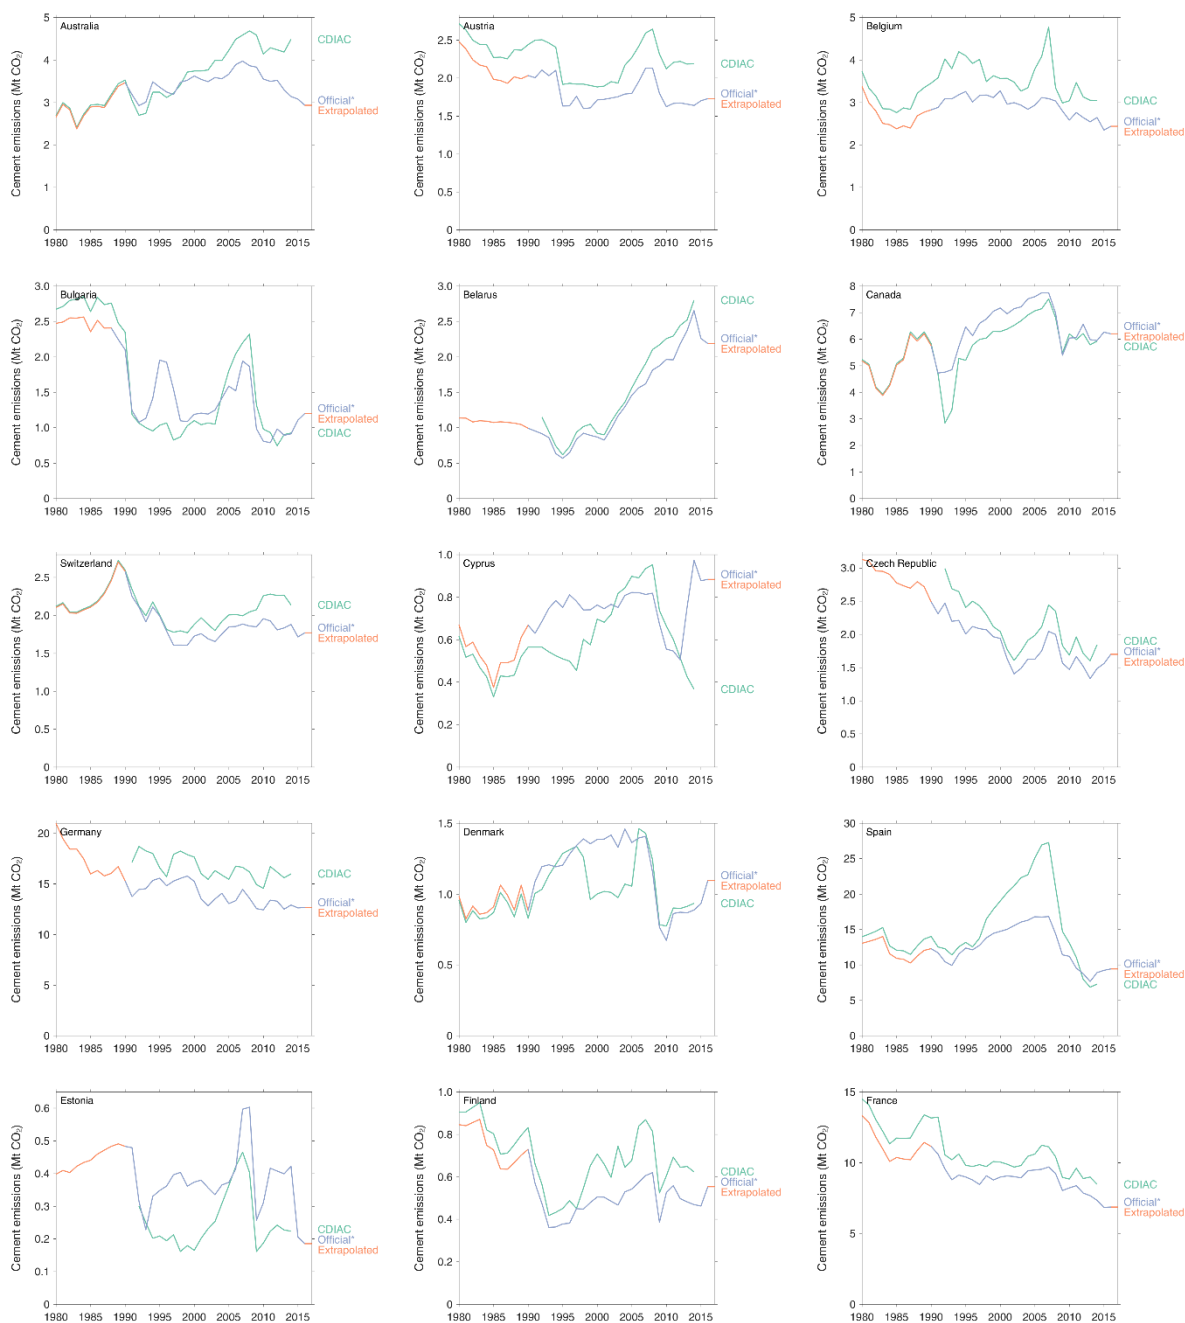 Australia
Cement emissions (Mt CO2)
5
4
3
2
1
0
1980 1985 1990 1995 2000 2005 2010 2015
CDIAC
Official*
Extrapolated
Austria
Cement emissions (Mt CO2)
2.5
2.0
1.5
1.0
0.5
0
1980 1985 1990 1995 2000 2005 2010 2015
CDIAC
Official*
Extrapolated
Belgium
Cement emissions (Mt CO2)
5
4
3
2
1
0
1980 1985 1990 1995 2000 2005 2010 2015
CDIAC
Official*
Extrapolated
Bulgaria
Cement emissions (Mt CO2)
3.0
2.5
2.0
1.5
1.0
0.5
0
1980 1985 1990 1995 2000 2005 2010 2015
Official*
Extrapolated
CDIAC
Belarus
Cement emissions (Mt CO2)
3.0
2.5
2.0
1.5
1.0
0.5
0
1980 1985 1990 1995 2000 2005 2010 2015
CDIAC
Official*
Extrapolated
Canada
Cement emissions (Mt CO2)
8
7
6
5
4
3
2
1
0
1980 1985 1990 1995 2000 2005 2010 2015
Official*
Extrapolated
CDIAC
Switzerland
Cement emissions (Mt CO2)
2.5
2.0
1.5
1.0
0.5
0
1980 1985 1990 1995 2000 2005 2010 2015
CDIAC
Official*
Extrapolated
Cyprus
Cement emissions (Mt CO2)
1.0
0.8
0.6
0.4
0.2
0
1980 1985 1990 1995 2000 2005 2010 2015
Official*
Extrapolated
CDIAC
Czech Republic
Cement emissions (Mt CO2)
3.0
2.5
2.0
1.5
1.0
0.5
0
1980 1985 1990 1995 2000 2005 2010 2015
CDIAC
Official*
Extrapolated
Germany
Cement emissions (Mt CO2)
20
15
10
5
0
1980 1985 1990 1995 2000 2005 2010 2015
CDIAC
Official*
Extrapolated
Denmark
Cement emissions (Mt CO2)
1.5
1.0
0.5
0
1980 1985 1990 1995 2000 2005 2010 2015
Official*
Extrapolated
CDIAC
Spain
Cement emissions (Mt CO2)
30
25
20
15
10
5
0
1980 1985 1990 1995 2000 2005 2010 2015
Official*
Extrapolated
CDIAC
Estonia
Cement emissions (Mt CO2)
0.6
0.5
0.4
0.3
0.2
0.1
0
1980 1985 1990 1995 2000 2005 2010 2015
CDIAC
Official*
Extrapolated
Finland
Cement emissions (Mt CO2)
1.0
0.8
0.6
0.4
0.2
0
1980 1985 1990 1995 2000 2005 2010 2015
CDIAC
Official*
Extrapolated
France
Cement emissions (Mt CO2)
15
10
5
0
1980 1985 1990 1995 2000 2005 2010 2015
CDIAC
Official*
Extrapolated